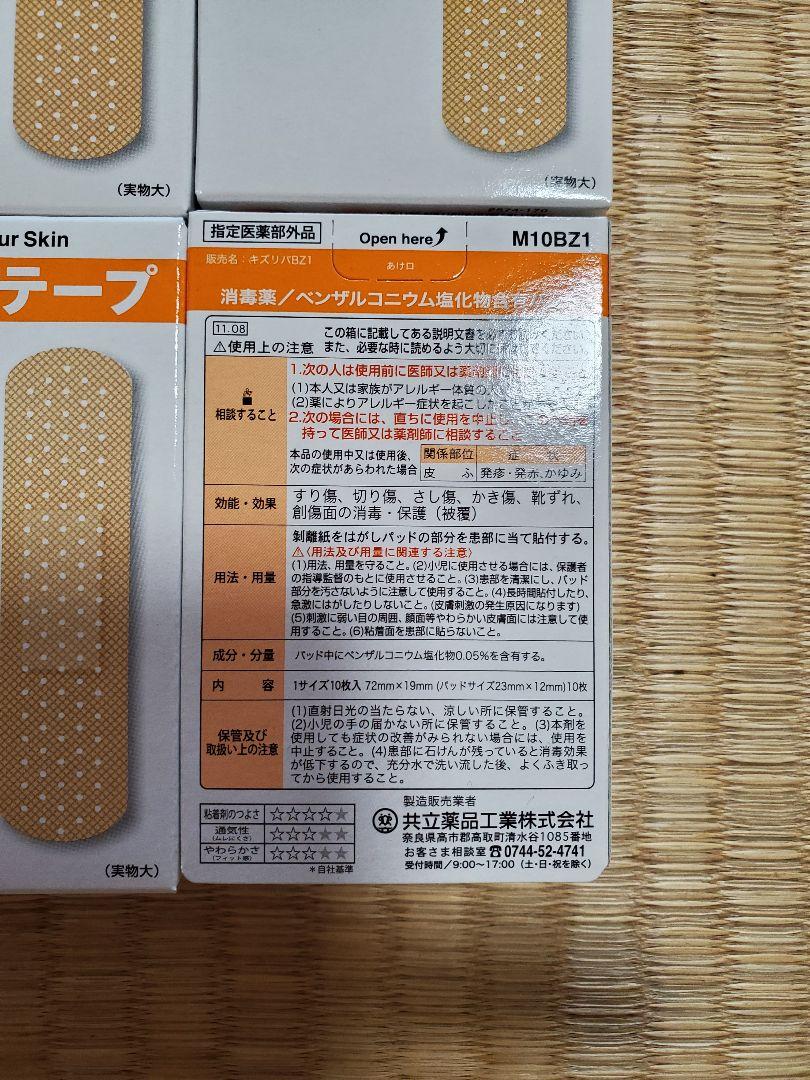 (実物大)
(実物大)
ur Skin
テープ
(実物大)
指定医薬部外品
Open here
M10BZ1
販売名：キズリバBZ1
あけ口
消毒薬／ベンザルコニウム塩化物含有
11.08
この箱に記載してある説明文書を必ず
⚠使用上の注意
また、必要な時に読めるよう大切に
相談すること
1.次の人は使用前に医師又は薬剤師
(1)本人又は家族がアレルギー体質の
(2)薬によりアレルギー症状を起こした
2.次の場合には、直ちに使用を中止し
持って医師又は薬剤師に相談すること
本品の使用中又は使用後、
次の症状があらわれた場合
関係部位 症 状
皮 ふ 発疹・発赤、かゆみ
効能・効果
すり傷、切り傷、さし傷、かき傷、靴ずれ、
創傷面の消毒・保護（被覆）
用法・用量
剝離紙をはがしパッドの部分を患部に当て貼付する。
⚠〈用法及び用量に関連する注意〉
(1)用法、用量を守ること。(2)小児に使用させる場合には、保護者
の指導監督のもとに使用させること。(3)患部を清潔にし、パッド
部分を汚さないように注意して使用すること。(4)長時間貼付したり、
急激にはがしたりしないこと。(皮膚刺激の発生原因になります)
(5)刺激に弱い目の周囲、顔面等やわらかい皮膚面には注意して使
用すること。(6)粘着面を患部に貼らないこと。
成分・分量
パッド中にベンザルコニウム塩化物0.05%を含有する。
内 容
1サイズ10枚入 72mm×19mm (パッドサイズ23mm×12mm)10枚
保管及び
取扱い上の注意
(1)直射日光の当たらない、涼しい所に保管すること。
(2)小児の手の届かない所に保管すること。(3)本剤を
使用しても症状の改善がみられない場合には、使用を
中止すること。(4)患部に石けんが残っていると消毒効果
が低下するので、充分水で洗い流した後、よくふき取っ
てから使用すること。
粘着剤のつよさ ☆☆☆☆★
通気性 ☆☆☆★★
(ムレにくさ)
やわらかさ ☆☆☆★★
(フィット感)
＊自社基準
製造販売業者
共立薬品工業株式会社
奈良県高市郡高取町清水谷1085番地
お客さま相談室☎0744-52-4741
受付時間／9:00〜17:00（土・日・祝を除く）